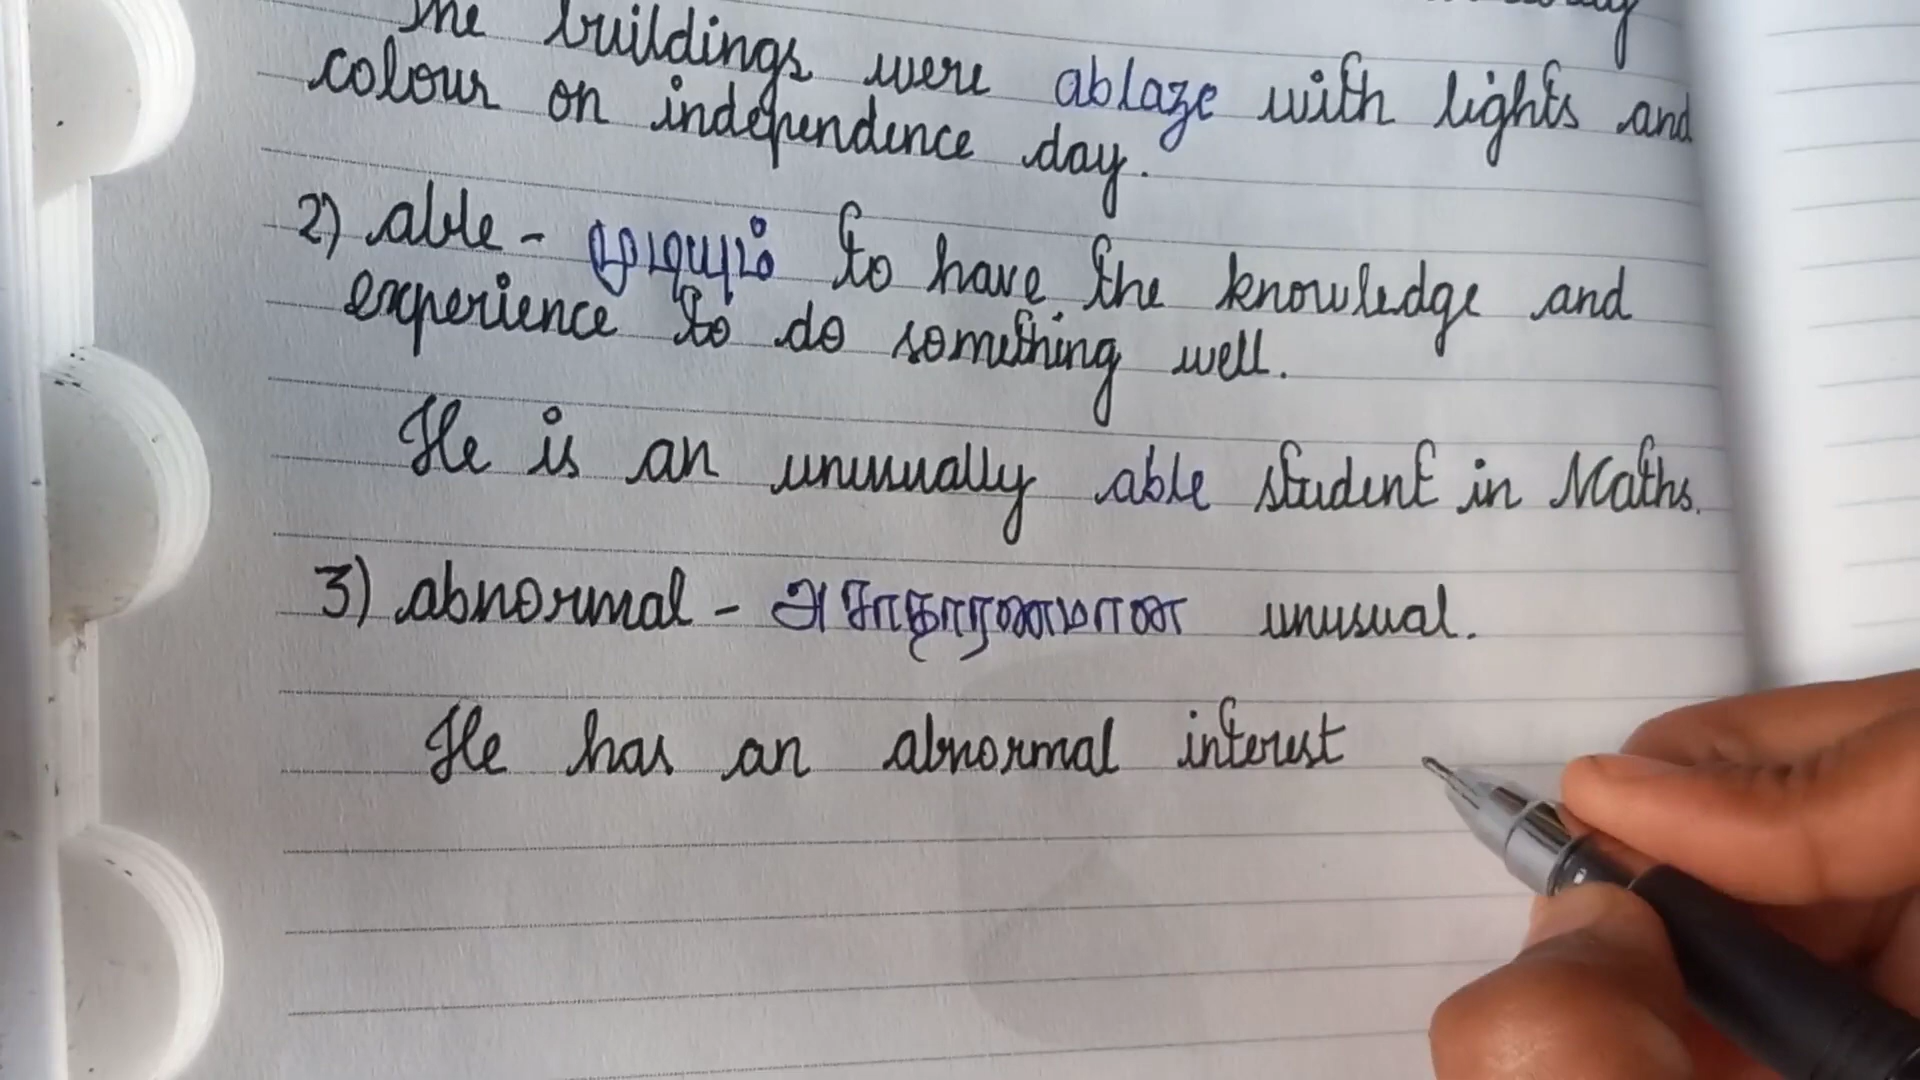 The buildings were ablaze with lights and
colour on independence day.
2) able - முடியும் to have the knowledge and
experience to do something well.
He is an unusually able student in Maths.
3) abnormal - அசாதாரணமான unusual.
He has an abnormal interest